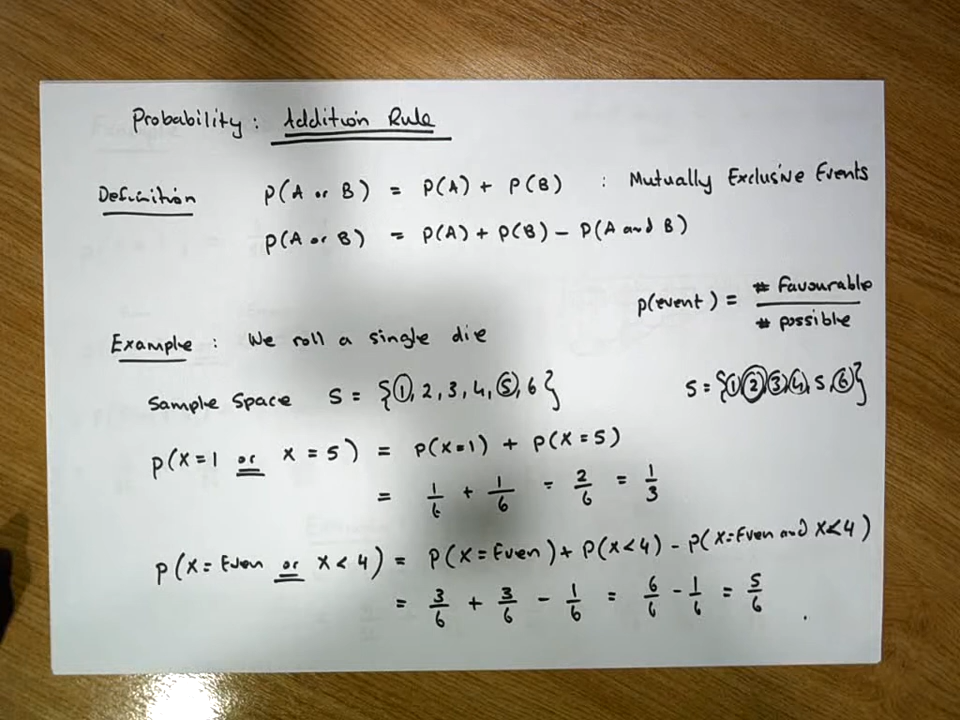 Probability: Addition Rule
Definition P(A or B) = P(A) + P(B) : Mutually Exclusive Events
P(A or B) = P(A) + P(B) - P(A and B)
P(event) = # Favourable / # possible
Example: We roll a single die
Sample Space S = {1, 2, 3, 4, 5, 6} S = {1, 2, 3, 4, 5, 6}
P(X=1 or X=5) = P(X=1) + P(X=5)
= 1/6 + 1/6 = 2/6 = 1/3
P(X=Even or X<4) = P(X=Even) + P(X<4) - P(X=Even and X<4)
= 3/6 + 3/6 - 1/6 = 6/6 - 1/6 = 5/6